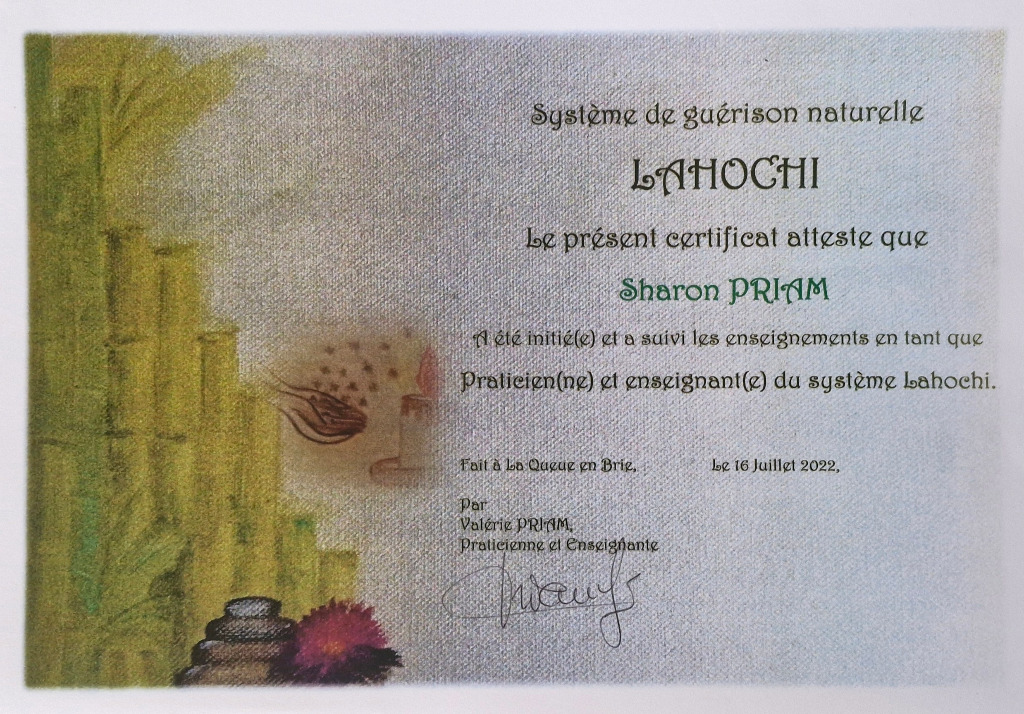 Système de guérison naturelle
LAHOCHI
Le présent certificat atteste que
Sharon PRIAM
A été initié(e) et a suivi les enseignements en tant que
Praticien(ne) et enseignant(e) du système Lahochi.
Fait à La Queue en Brie, Le 16 Juillet 2022,
Par
Valérie PRIAM,
Praticienne et Enseignante